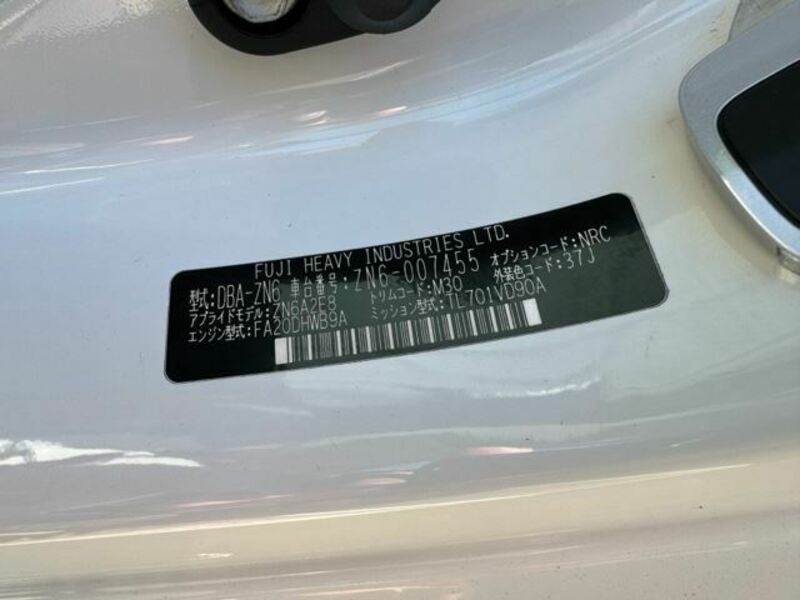 FUJI HEAVY INDUSTRIES LTD.
型式:DBA-ZN6 車台番号:ZN6-007455 オプションコード:NRC
アプライドモデル:ZN6A2E8 トリムコード:M30 外装色コード:37J
エンジン型式:FA20DHWB9A ミッション型式:TL701VD90A